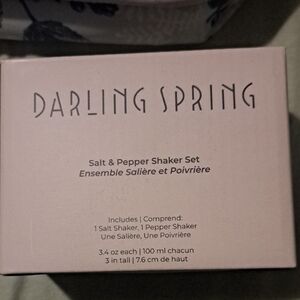 DARLING SPRING
Salt & Pepper Shaker Set
Ensemble Salière et Poivrière
Includes | Comprend:
1 Salt Shaker, 1 Pepper Shaker
Une Salière, Une Poivrière
3.4 oz each | 100 ml chacun
3 in tall | 7.6 cm de haut